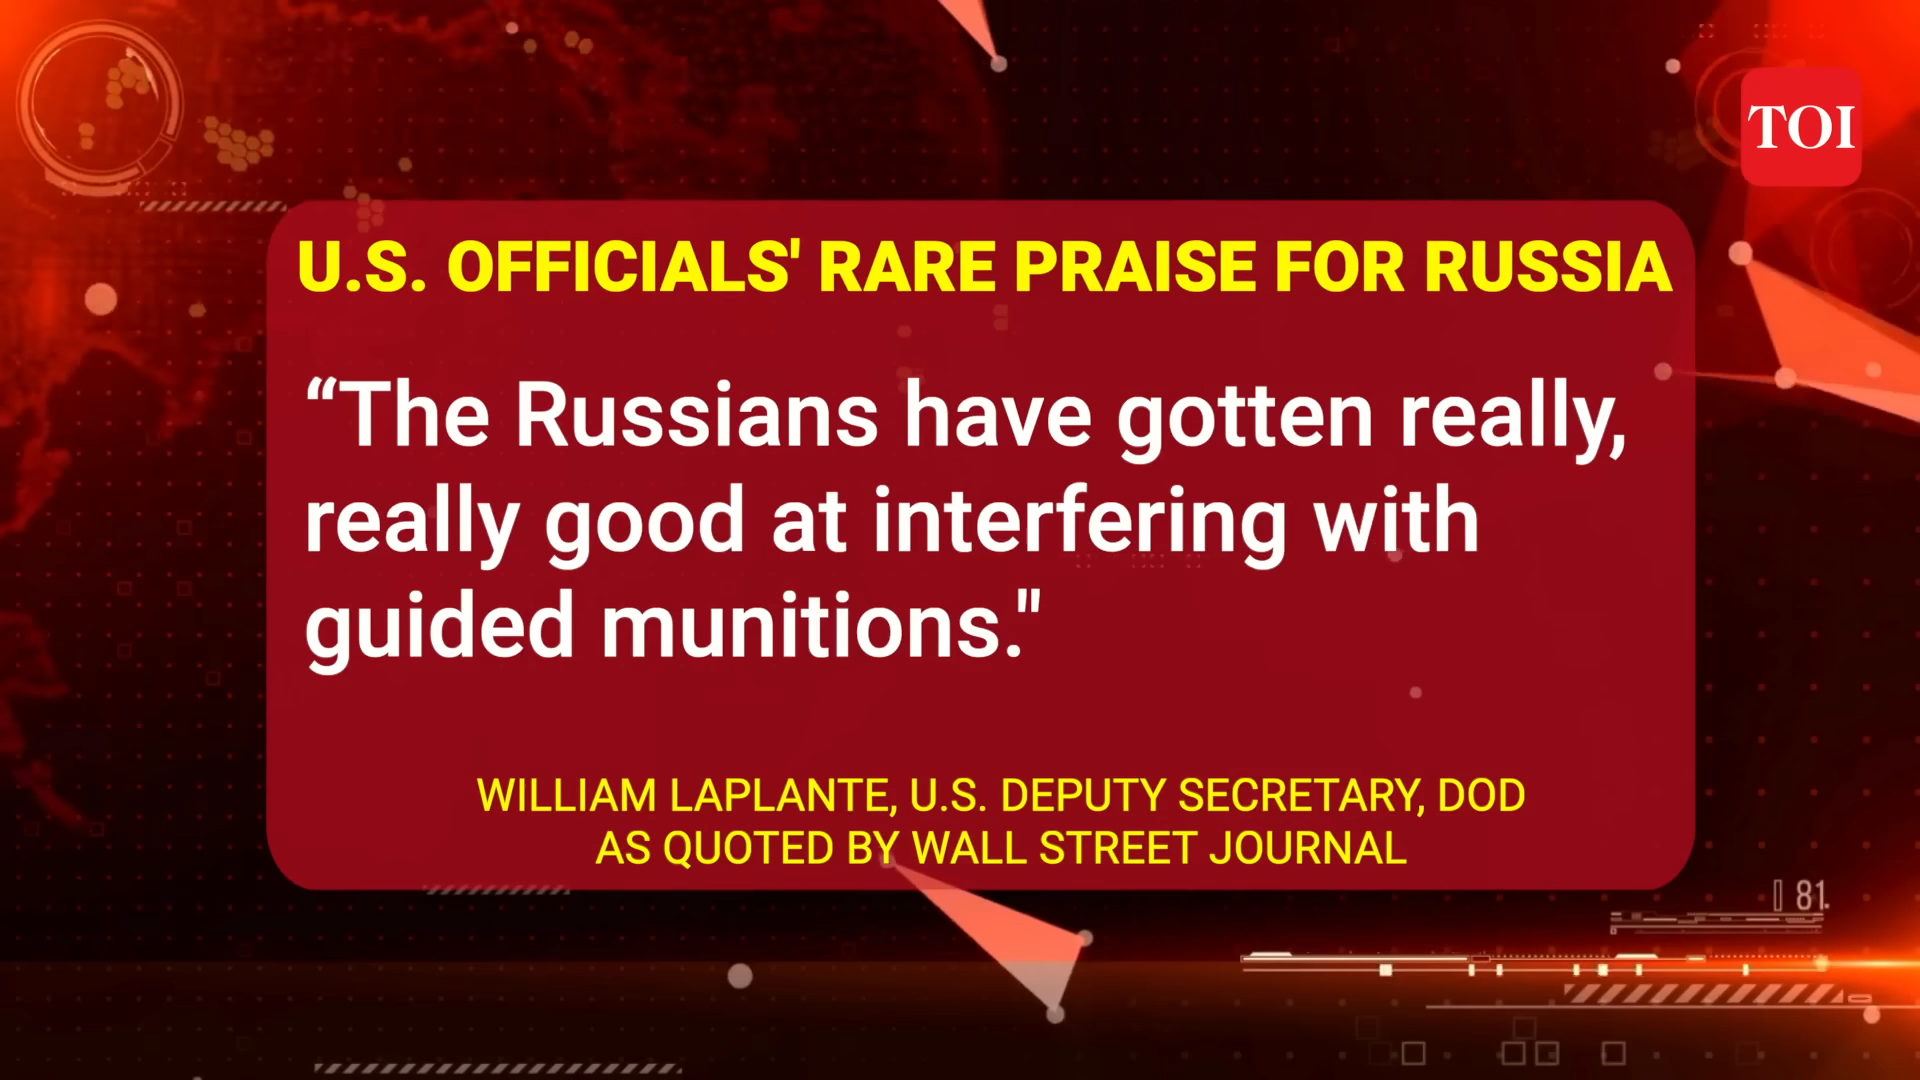 TOI
U.S. OFFICIALS' RARE PRAISE FOR RUSSIA
“The Russians have gotten really,
really good at interfering with
guided munitions."
WILLIAM LAPLANTE, U.S. DEPUTY SECRETARY, DOD
AS QUOTED BY WALL STREET JOURNAL
81.